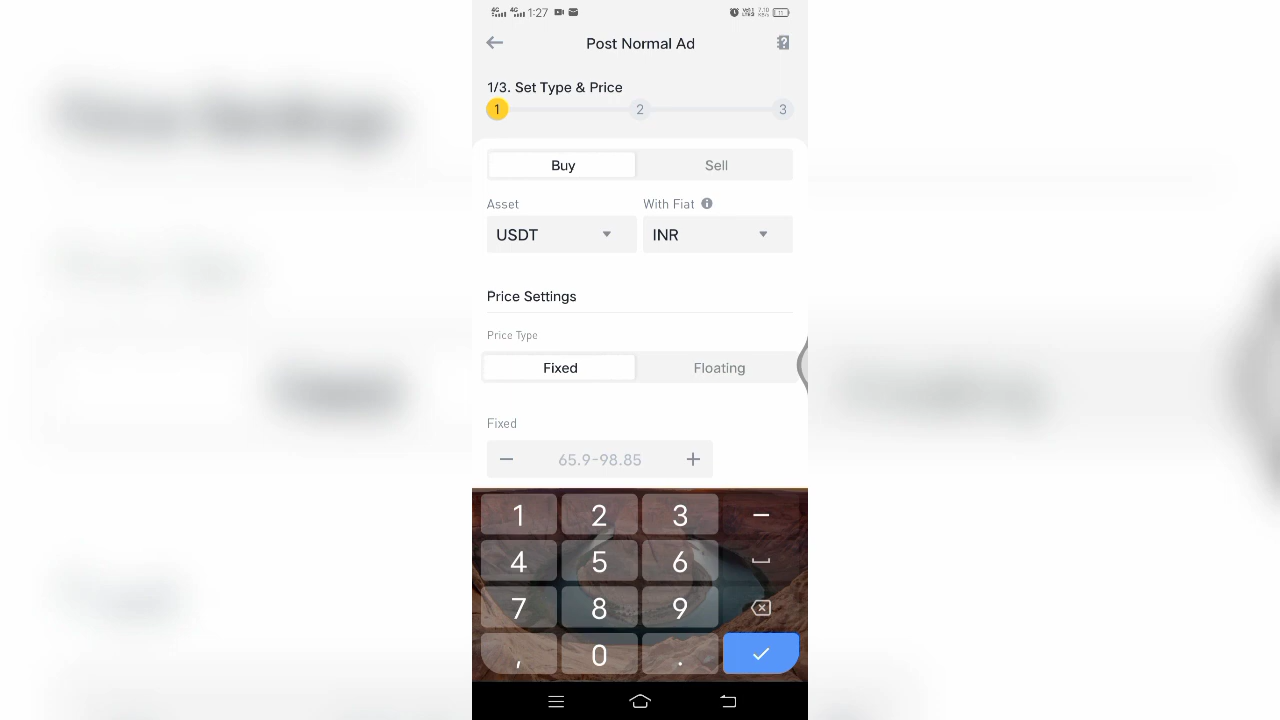 4G 4G 1:27
Post Normal Ad
1/3. Set Type & Price
1 2 3
Buy Sell
Asset With Fiat
USDT INR
Price Settings
Price Type
Fixed Floating
Fixed
− 65.9-98.85 +
1 2 3 −
4 5 6
7 8 9
, 0 .